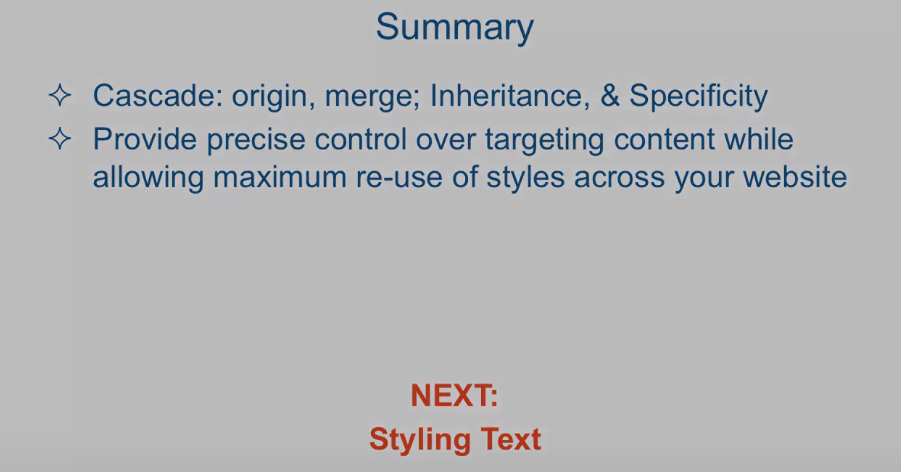 Summary
✧ Cascade: origin, merge; Inheritance, & Specificity
✧ Provide precise control over targeting content while
allowing maximum re-use of styles across your website
NEXT:
Styling Text